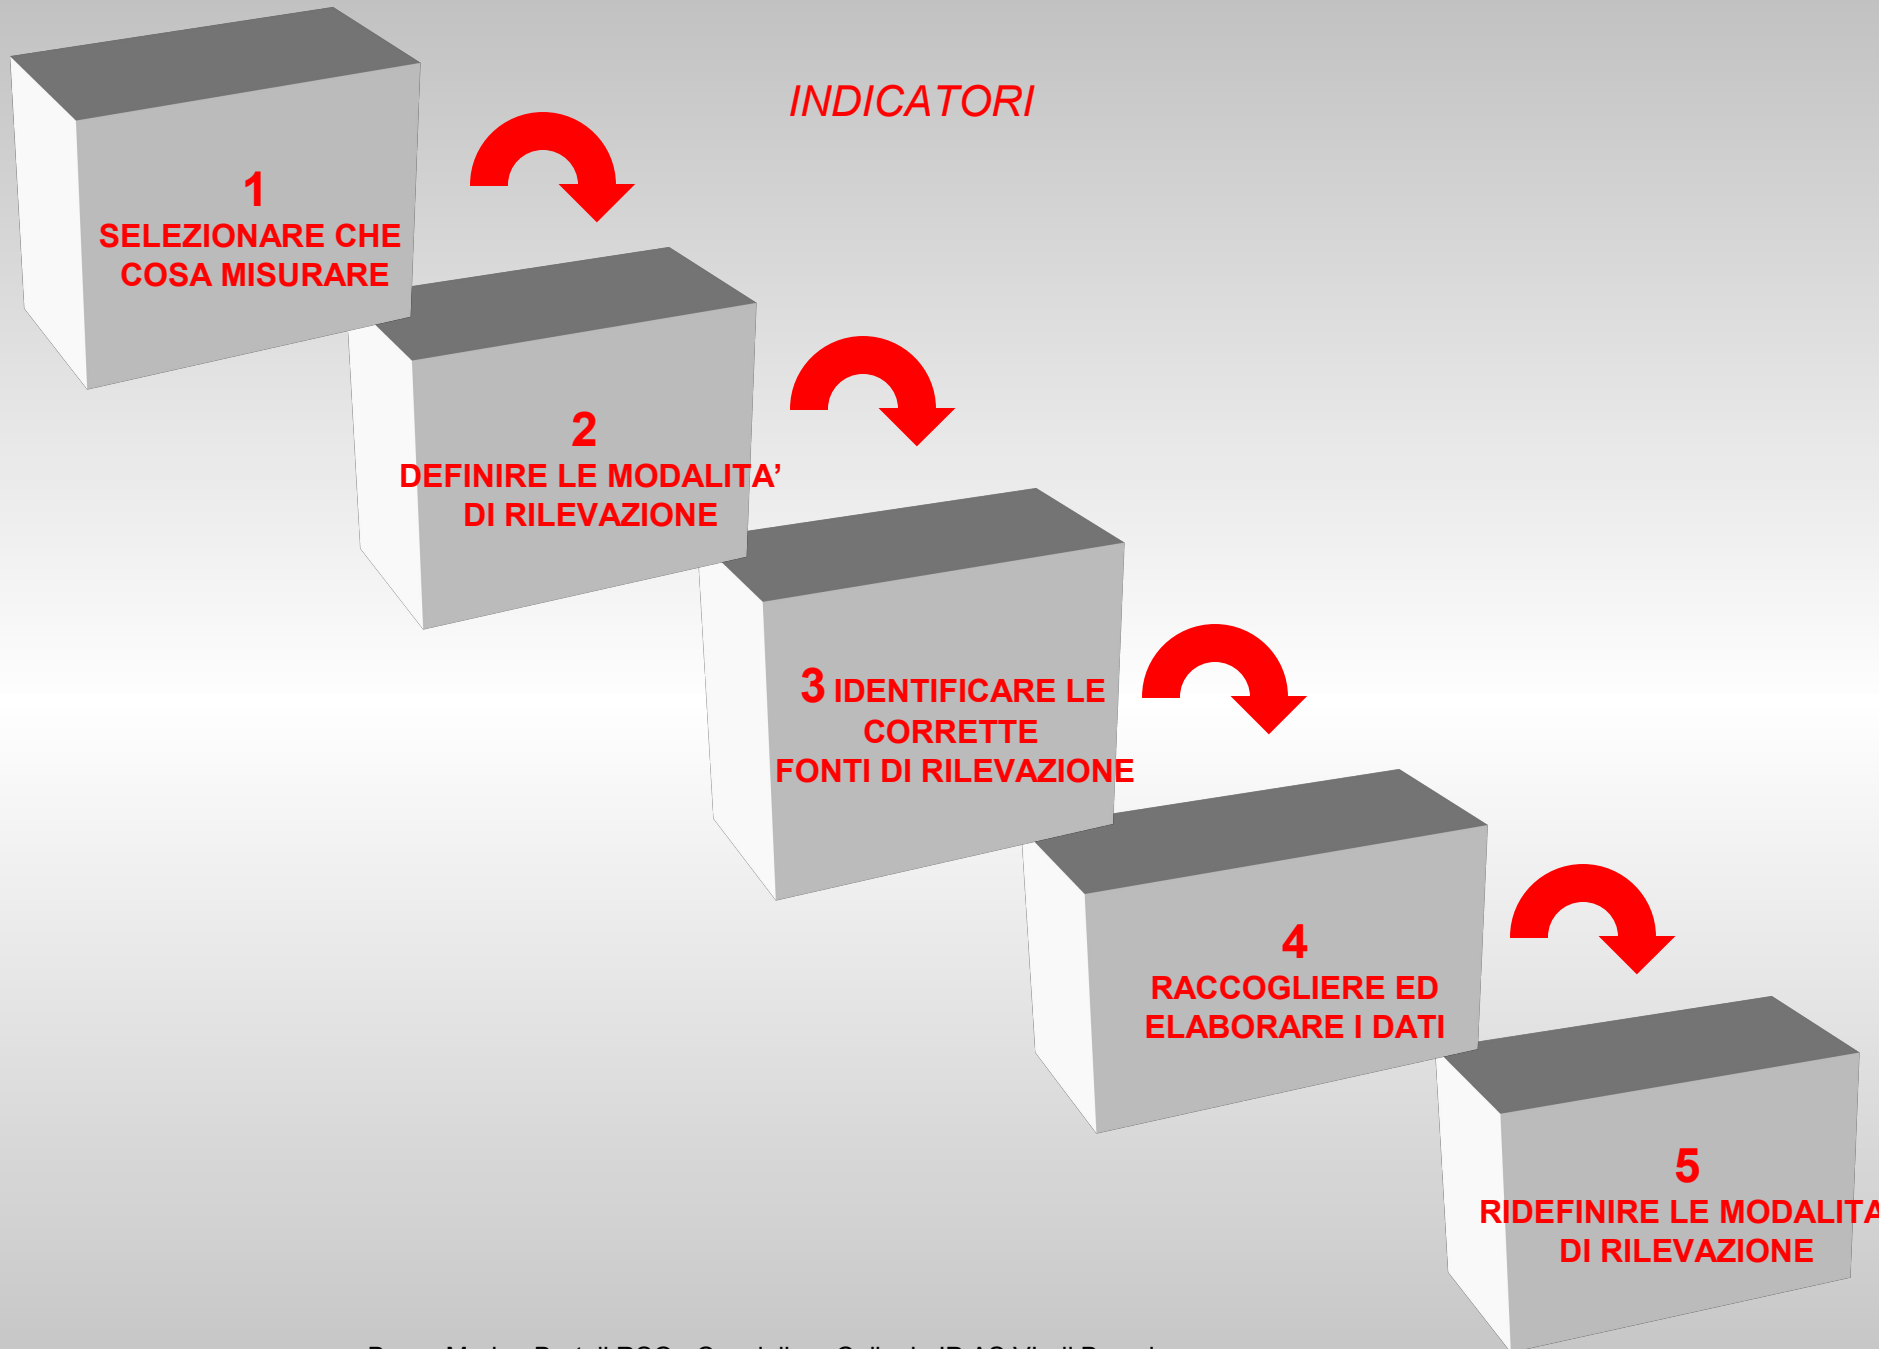 INDICATORI
1
SELEZIONARE CHE
COSA MISURARE
2
DEFINIRE LE MODALITA’
DI RILEVAZIONE
3 IDENTIFICARE LE
CORRETTE
FONTI DI RILEVAZIONE
4
RACCOGLIERE ED
ELABORARE I DATI
5
RIDEFINIRE LE MODALITA
DI RILEVAZIONE